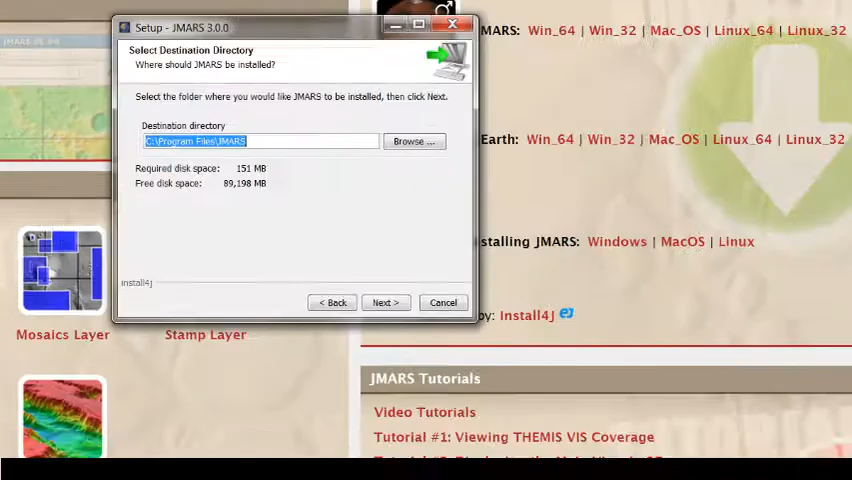 Setup - JMARS 3.0.0
Select Destination Directory
Where should JMARS be installed?
Select the folder where you would like JMARS to be installed, then click Next.
Destination directory
C:\Program Files\JMARS
Browse ...
Required disk space: 151 MB
Free disk space: 89,198 MB
install4j
< Back
Next >
Cancel
MARS: Win_64 | Win_32 | Mac_OS | Linux_64 | Linux_32
Earth: Win_64 | Win_32 | Mac_OS | Linux_64 | Linux_32
stalling JMARS: Windows | MacOS | Linux
by: Install4J
Mosaics Layer
Stamp Layer
JMARS Tutorials
Video Tutorials
Tutorial #1: Viewing THEMIS VIS Coverage